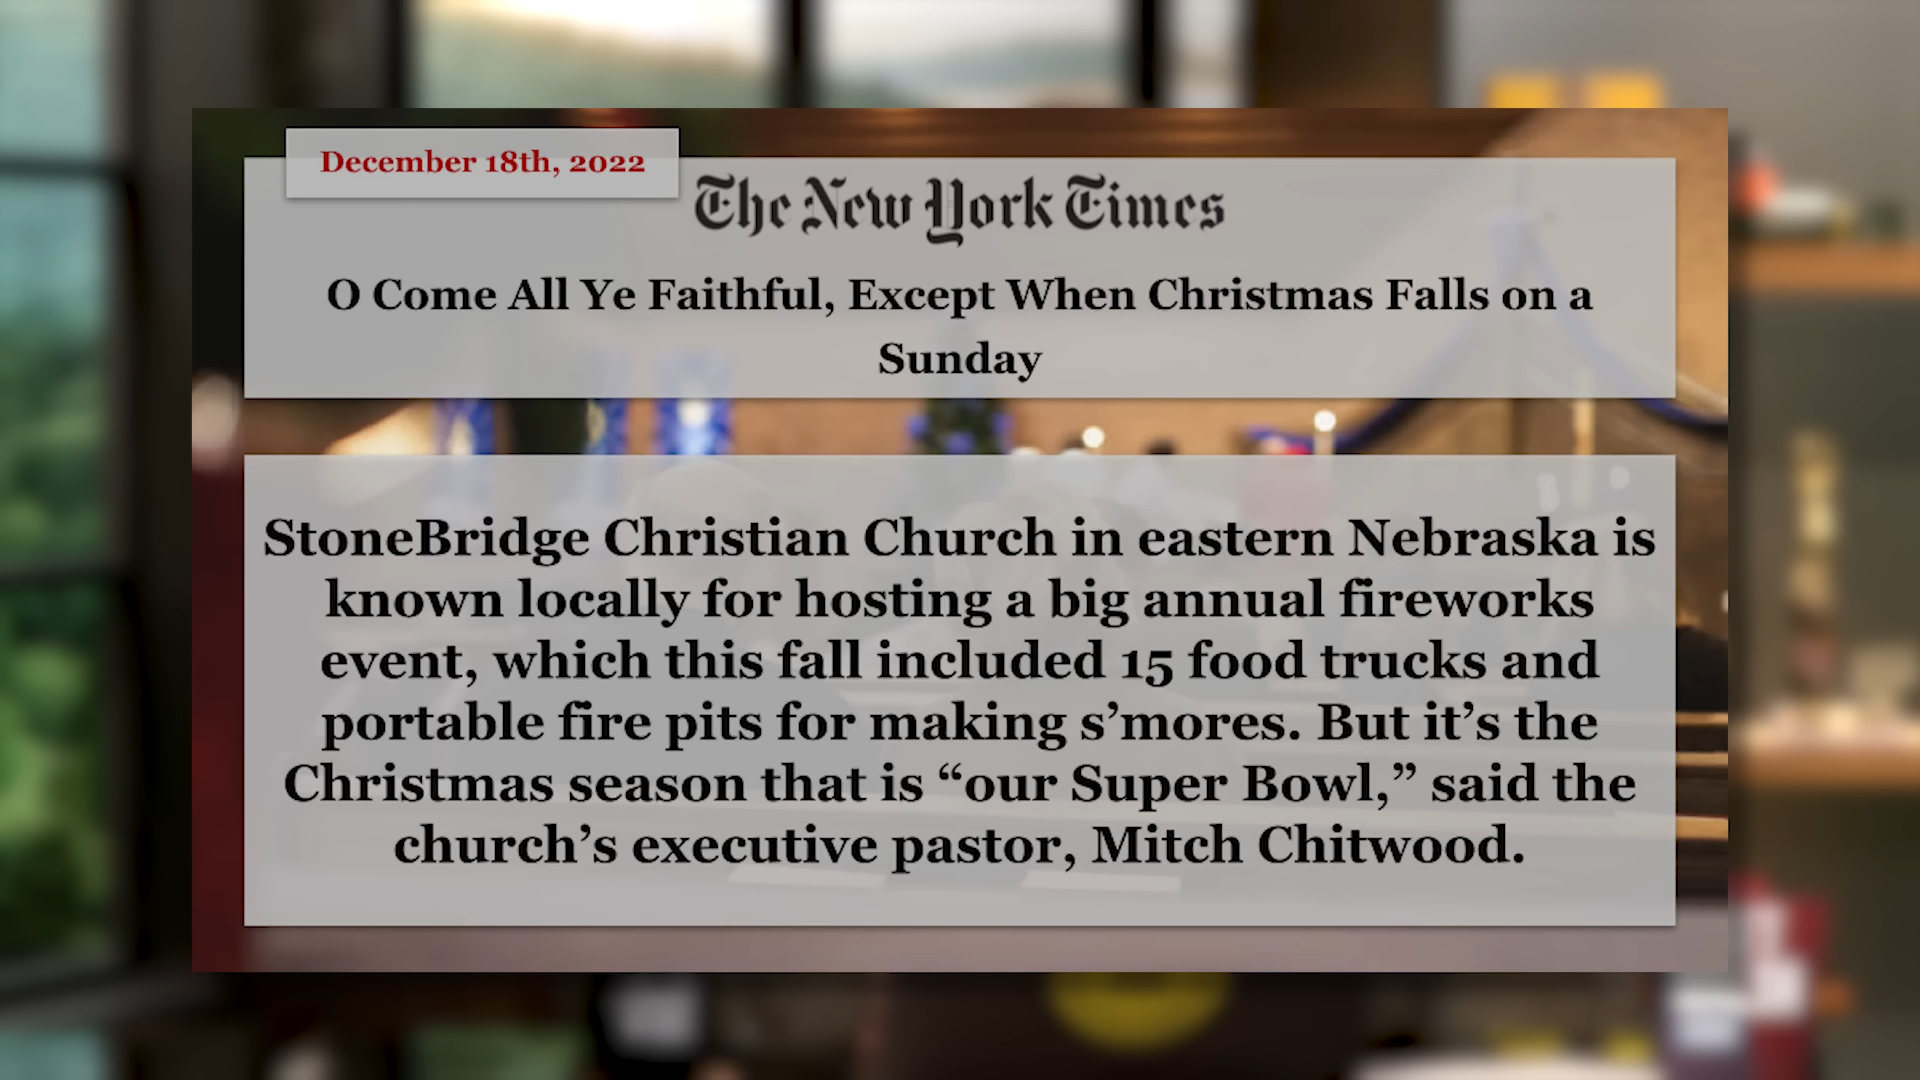 December 18th, 2022
The New York Times
O Come All Ye Faithful, Except When Christmas Falls on a
Sunday
StoneBridge Christian Church in eastern Nebraska is
known locally for hosting a big annual fireworks
event, which this fall included 15 food trucks and
portable fire pits for making s’mores. But it’s the
Christmas season that is “our Super Bowl,” said the
church’s executive pastor, Mitch Chitwood.